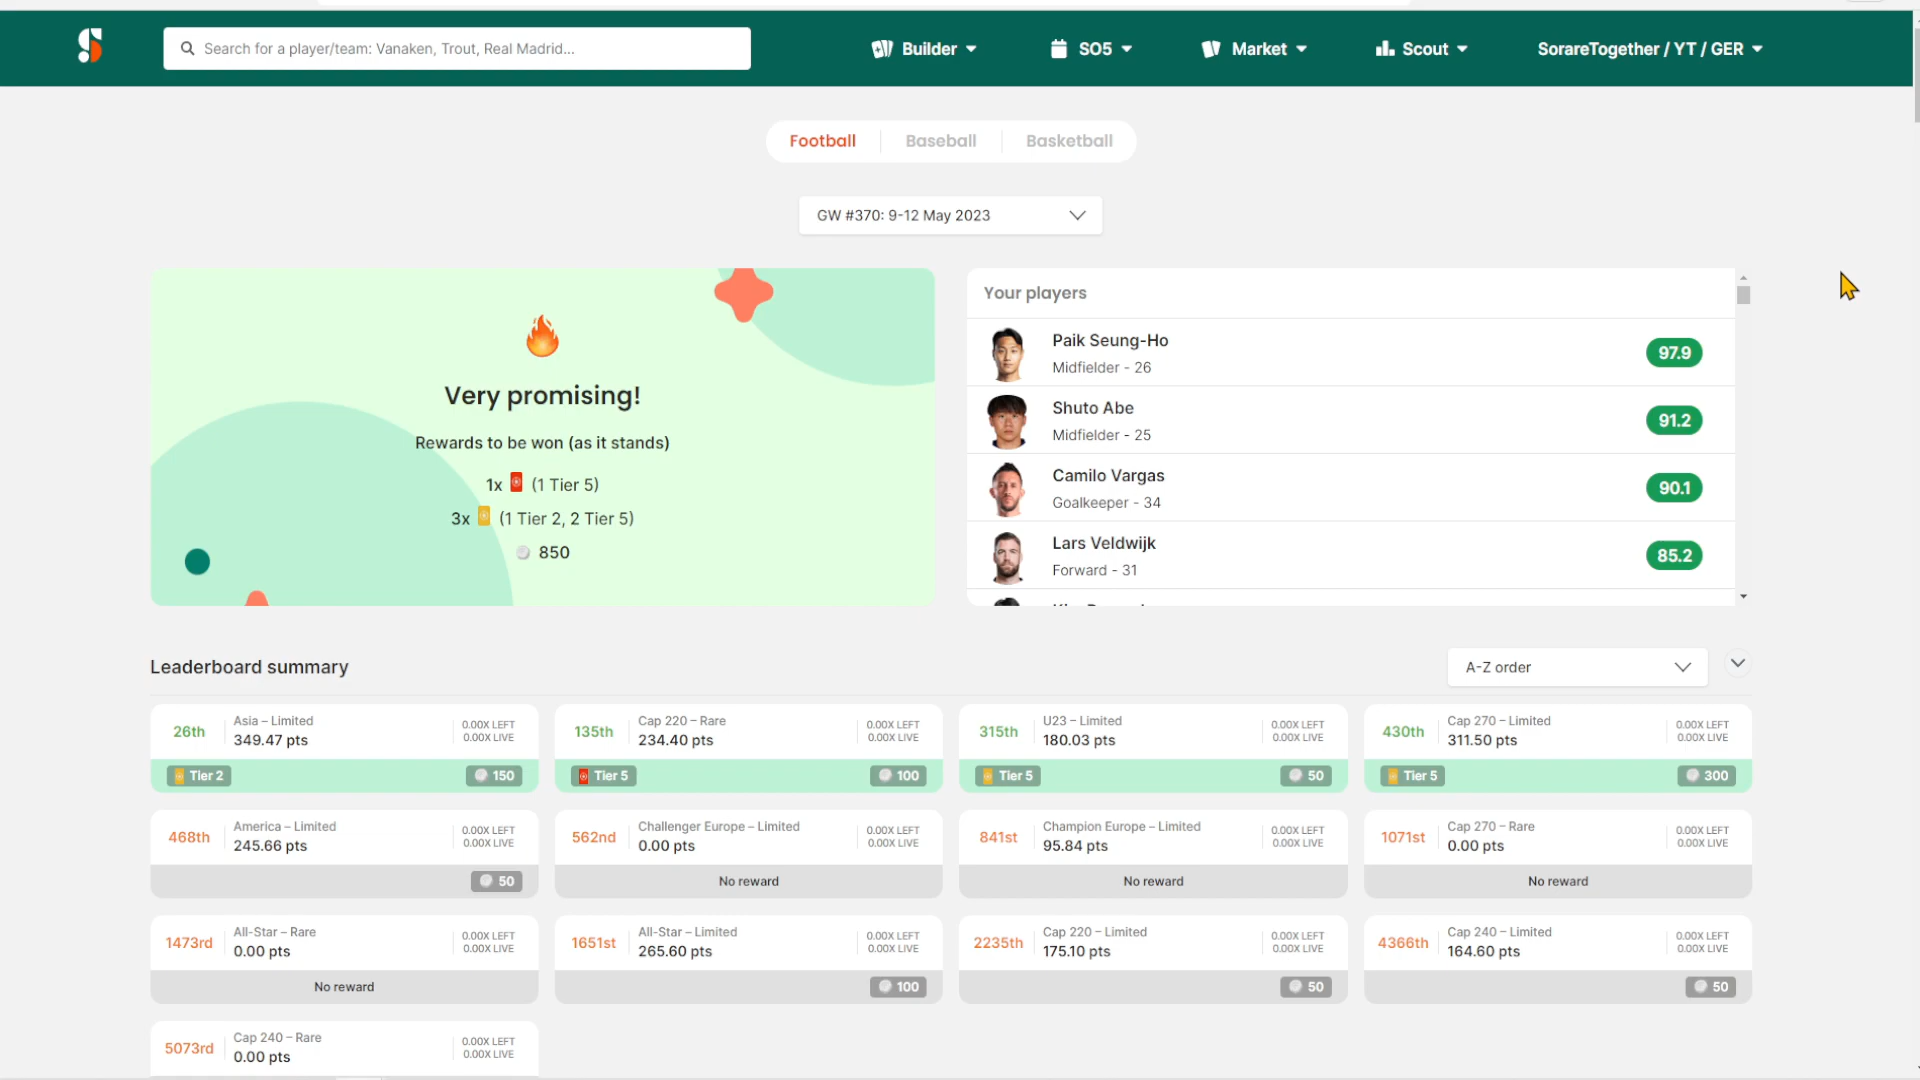 Search for a player/team: Vanaken, Trout, Real Madrid...
Builder
SO5
Market
Scout
SorareTogether / YT / GER
Football
Baseball
Basketball
GW #370: 9-12 May 2023
Very promising!
Rewards to be won (as it stands)
1x (1 Tier 5)
3x (1 Tier 2, 2 Tier 5)
850
Your players
Paik Seung-Ho
Midfielder - 26
97.9
Shuto Abe
Midfielder - 25
91.2
Camilo Vargas
Goalkeeper - 34
90.1
Lars Veldwijk
Forward - 31
85.2
Leaderboard summary
A-Z order
26th
Asia – Limited
349.47 pts
0.00X LEFT
0.00X LIVE
Tier 2
150
135th
Cap 220 – Rare
234.40 pts
0.00X LEFT
0.00X LIVE
Tier 5
100
315th
U23 – Limited
180.03 pts
0.00X LEFT
0.00X LIVE
Tier 5
50
430th
Cap 270 – Limited
311.50 pts
0.00X LEFT
0.00X LIVE
Tier 5
300
468th
America – Limited
245.66 pts
0.00X LEFT
0.00X LIVE
50
562nd
Challenger Europe – Limited
0.00 pts
0.00X LEFT
0.00X LIVE
No reward
841st
Champion Europe – Limited
95.84 pts
0.00X LEFT
0.00X LIVE
No reward
1071st
Cap 270 – Rare
0.00 pts
0.00X LEFT
0.00X LIVE
No reward
1473rd
All-Star – Rare
0.00 pts
0.00X LEFT
0.00X LIVE
No reward
1651st
All-Star – Limited
265.60 pts
0.00X LEFT
0.00X LIVE
100
2235th
Cap 220 – Limited
175.10 pts
0.00X LEFT
0.00X LIVE
50
4366th
Cap 240 – Limited
164.60 pts
0.00X LEFT
0.00X LIVE
50
5073rd
Cap 240 – Rare
0.00 pts
0.00X LEFT
0.00X LIVE